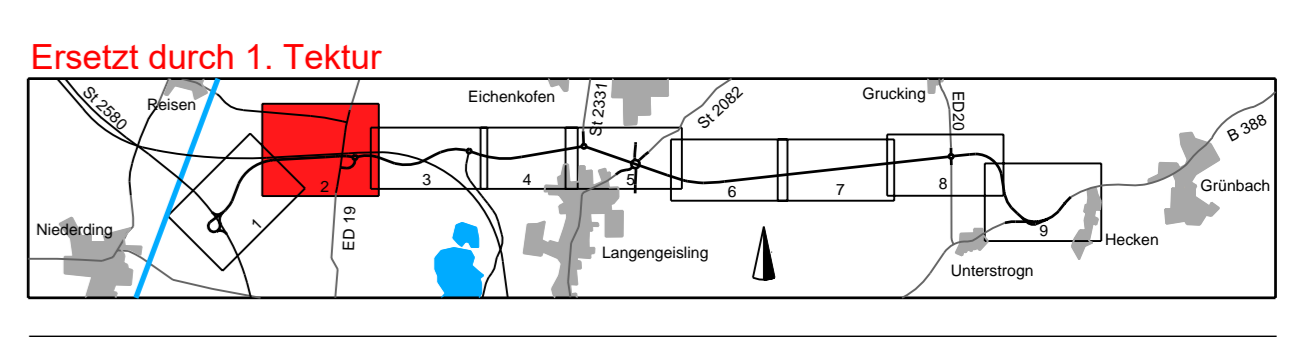 Ersetzt durch 1. Tektur
St 2580
Reisen
Eichenkofen
St 2331
St 2082
Grucking
ED20
B 388
Grünbach
Niederding
1
2
ED 19
3
4
5
6
7
8
9
Langengeisling
Unterstrogn
Hecken